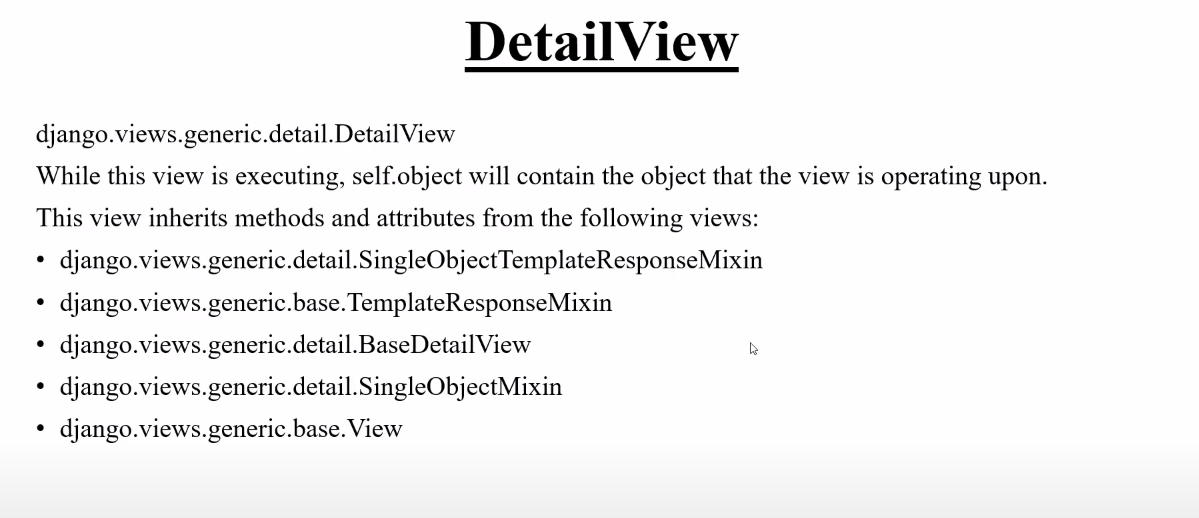 DetailView
django.views.generic.detail.DetailView
While this view is executing, self.object will contain the object that the view is operating upon.
This view inherits methods and attributes from the following views:
• django.views.generic.detail.SingleObjectTemplateResponseMixin
• django.views.generic.base.TemplateResponseMixin
• django.views.generic.detail.BaseDetailView
• django.views.generic.detail.SingleObjectMixin
• django.views.generic.base.View